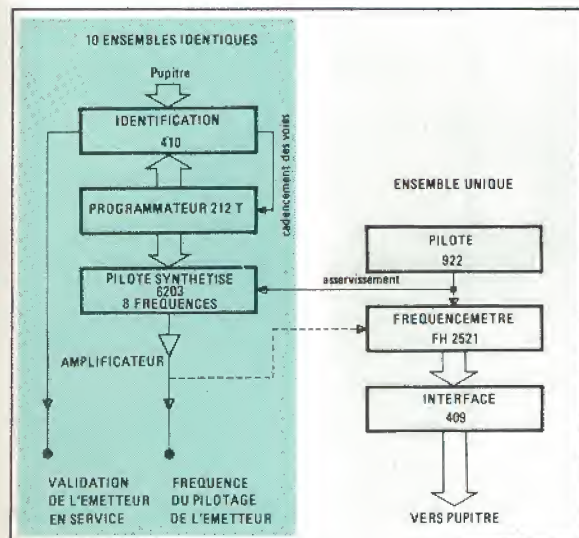 10 ENSEMBLES IDENTIQUES
Pupitre
IDENTIFICATION
410
cadencement des voies
PROGRAMMATEUR 212 T
PILOTE SYNTHETISE
6203
8 FREQUENCES
AMPLIFICATEUR
VALIDATION
DE L'EMETTEUR
EN SERVICE
FREQUENCE
DU PILOTAGE
DE L'EMETTEUR
ENSEMBLE UNIQUE
PILOTE
922
asservissement
FREQUENCEMETRE
FH 2521
INTERFACE
409
VERS PUPITRE